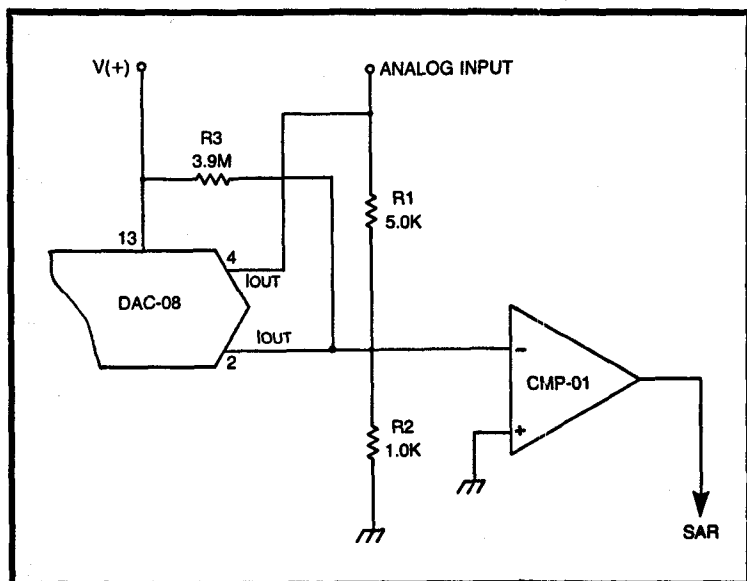 V(+)
ANALOG INPUT
R3
3.9M
R1
5.0K
13
4
IOUT
DAC-08
IOUT
2
-
CMP-01
+
R2
1.0K
SAR